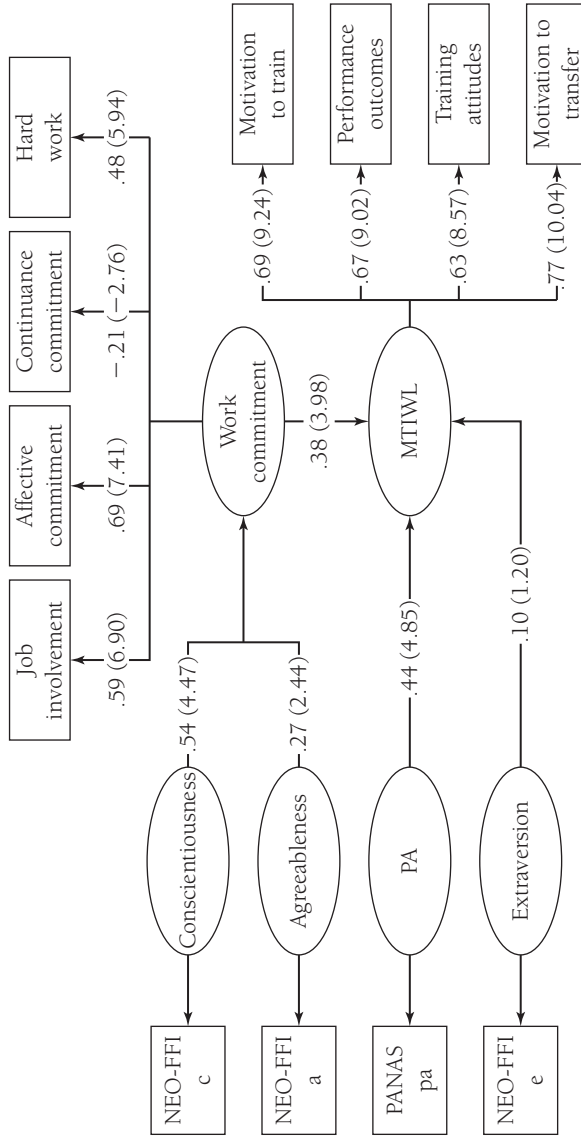 Job
involvement
Affective
commitment
Continuance
commitment
Hard
work
.59 (6.90)
.69 (7.41)
−.21 (−2.76)
.48 (5.94)
NEO-FFI
c
Conscientiousness
.54 (4.47)
Work
commitment
NEO-FFI
a
Agreeableness
.27 (2.44)
.38 (3.98)
PANAS
pa
PA
.44 (4.85)
MTIWL
NEO-FFI
e
Extraversion
.10 (1.20)
.69 (9.24)
Motivation
to train
.67 (9.02)
Performance
outcomes
.63 (8.57)
Training
attitudes
.77 (10.04)
Motivation to
transfer